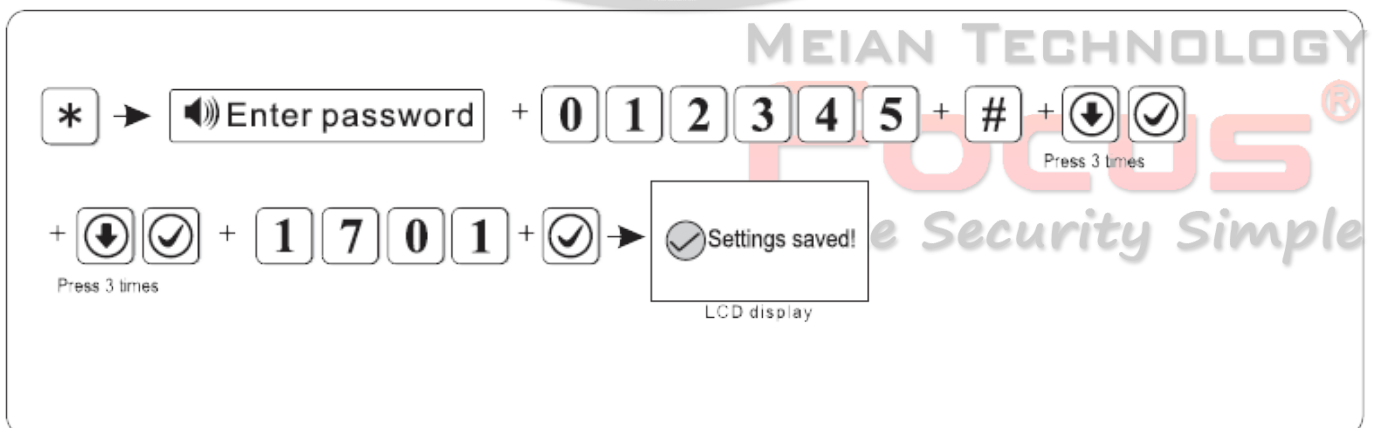 MEIAN TECHNOLOGY
* Enter password + 0 1 2 3 4 5 + # +
Press 3 times
FOCUS®
+ + 1 7 0 1 + Settings saved!
e Security Simple
Press 3 times
LCD display